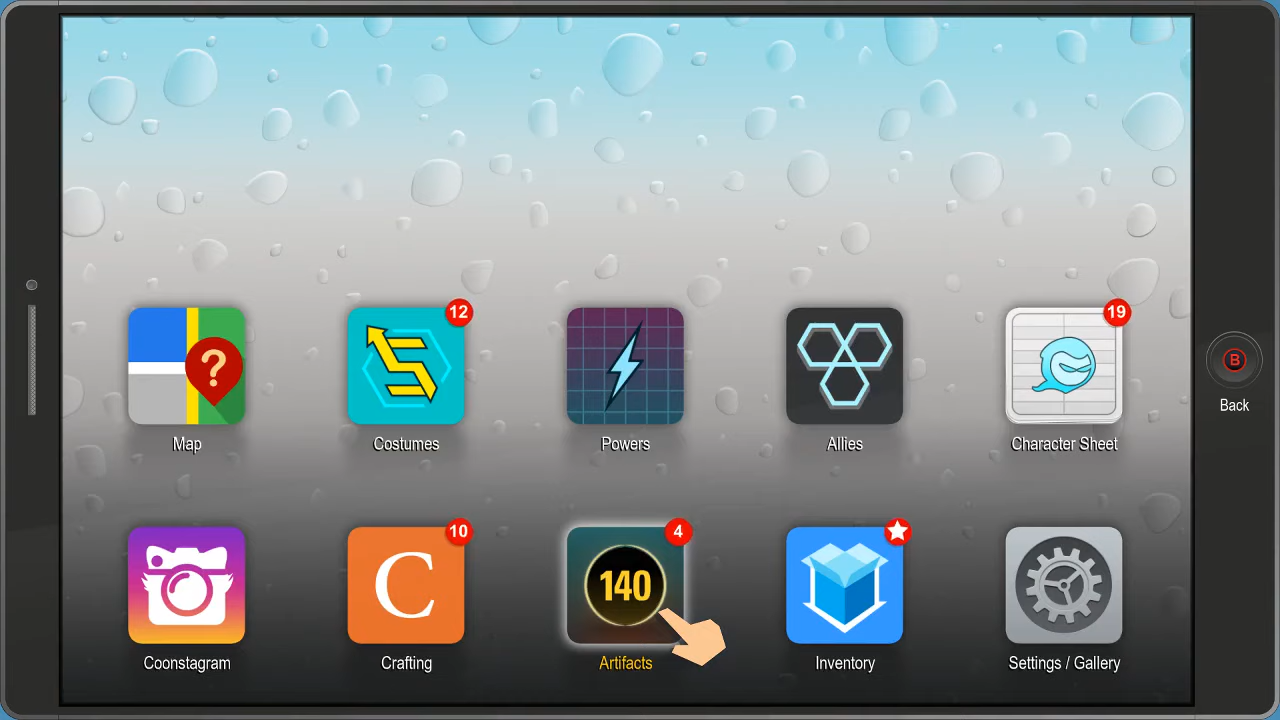 12
19
?
Map
Costumes
Powers
Allies
Character Sheet
B
Back
10
4
C
140
Coonstagram
Crafting
Artifacts
Inventory
Settings / Gallery